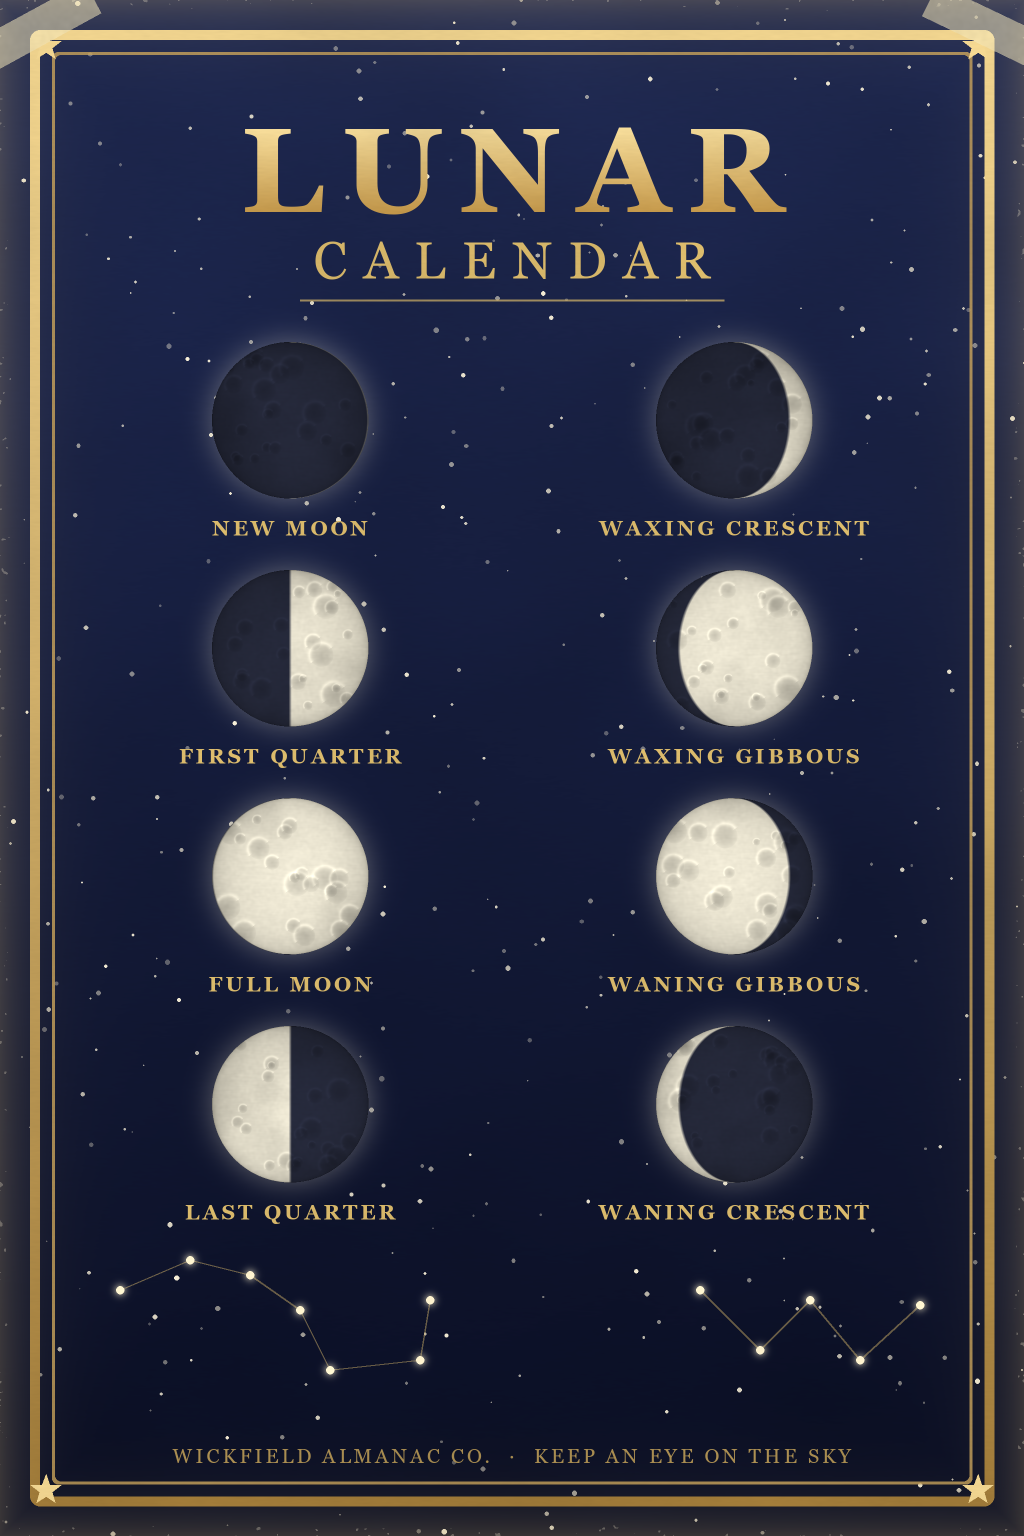 LUNAR
CALENDAR
NEW MOON
WAXING CRESCENT
FIRST QUARTER
WAXING GIBBOUS
FULL MOON
WANING GIBBOUS
LAST QUARTER
WANING CRESCENT
WICKFIELD ALMANAC CO. · KEEP AN EYE ON THE SKY